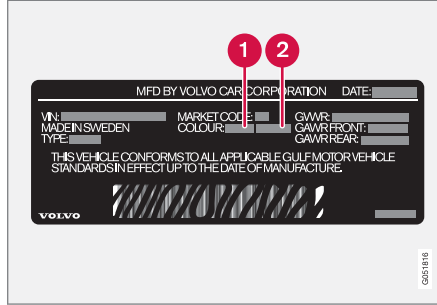 1 2
MFD BY VOLVO CAR CORPORATION DATE:
VIN: MARKET CODE: GVWR:
MADE IN SWEDEN COLOUR: GAWR FRONT:
TYPE: GAWR REAR:
THIS VEHICLE CONFORMS TO ALL APPLICABLE GULF MOTOR VEHICLE
STANDARDS IN EFFECT UP TO THE DATE OF MANUFACTURE.
VOLVO
G051816